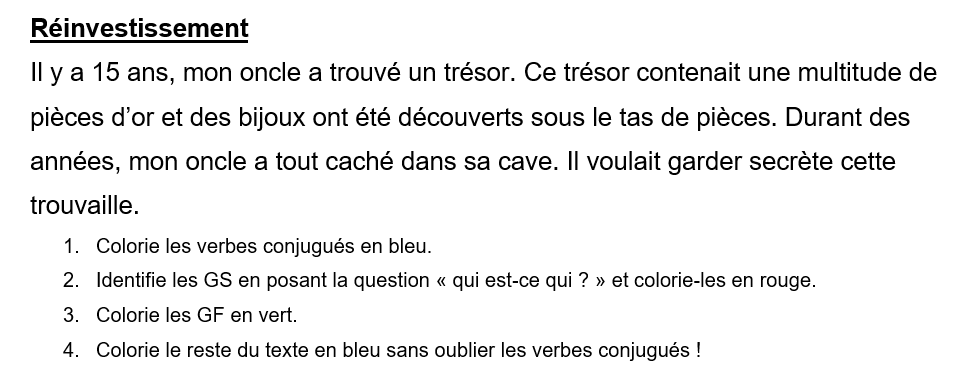 Réinvestissement
Il y a 15 ans, mon oncle a trouvé un trésor. Ce trésor contenait une multitude de
pièces d’or et des bijoux ont été découverts sous le tas de pièces. Durant des
années, mon oncle a tout caché dans sa cave. Il voulait garder secrète cette
trouvaille.
1. Colorie les verbes conjugués en bleu.
2. Identifie les GS en posant la question « qui est-ce qui ? » et colorie-les en rouge.
3. Colorie les GF en vert.
4. Colorie le reste du texte en bleu sans oublier les verbes conjugués !